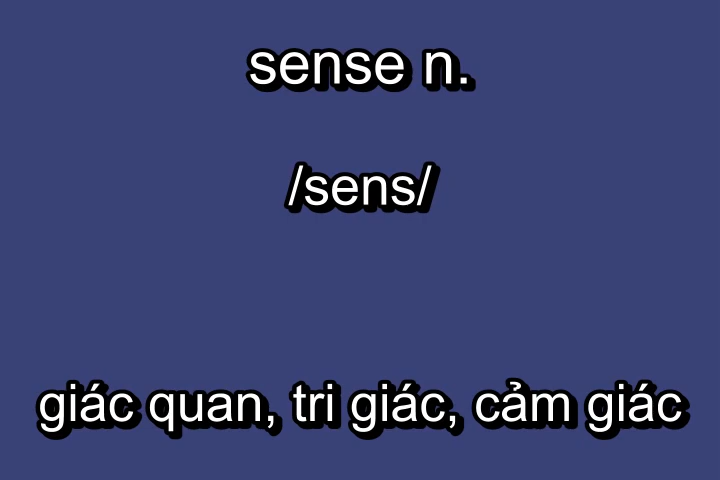 sense n.
/sens/
giác quan, tri giác, cảm giác